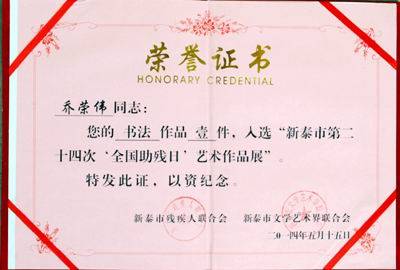 荣誉证书
HONORARY CREDENTIAL
乔荣伟同志：
您的书法作品壹件，入选“新泰市第二
十四次‘全国助残日’艺术作品展”。
特发此证，以资纪念。
新泰市残疾人联合会 新泰市文学艺术界联合会
二〇一四年五月十五日